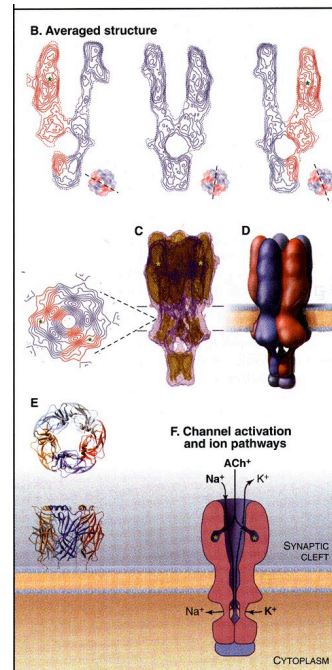 B. Averaged structure
C
D
E
F. Channel activation
and ion pathways
ACh⁺
Na⁺
K⁺
SYNAPTIC
CLEFT
Na⁺
K⁺
CYTOPLASM